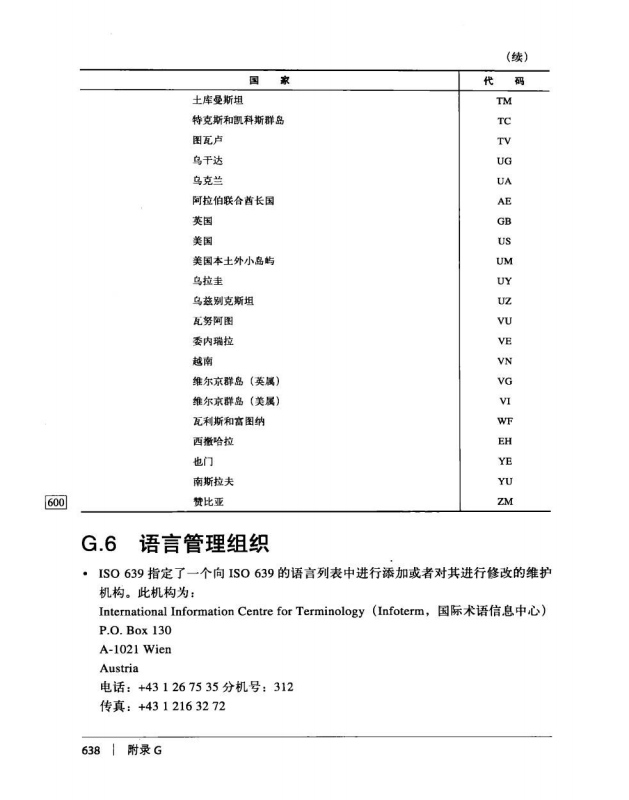 （续）
国 家 代 码
土库曼斯坦 TM
特克斯和凯科斯群岛 TC
图瓦卢 TV
乌干达 UG
乌克兰 UA
阿拉伯联合酋长国 AE
英国 GB
美国 US
美国本土外小岛屿 UM
乌拉圭 UY
乌兹别克斯坦 UZ
瓦努阿图 VU
委内瑞拉 VE
越南 VN
维尔京群岛（英属） VG
维尔京群岛（美属） VI
瓦利斯和富图纳 WF
西撒哈拉 EH
也门 YE
南斯拉夫 YU
600 赞比亚 ZM
G.6 语言管理组织
• ISO 639 指定了一个向 ISO 639 的语言列表中进行添加或者对其进行修改的维护
机构。此机构为：
International Information Centre for Terminology（Infoterm，国际术语信息中心）
P.O. Box 130
A-1021 Wien
Austria
电话：+43 1 26 75 35 分机号：312
传真：+43 1 216 32 72
638 | 附录 G